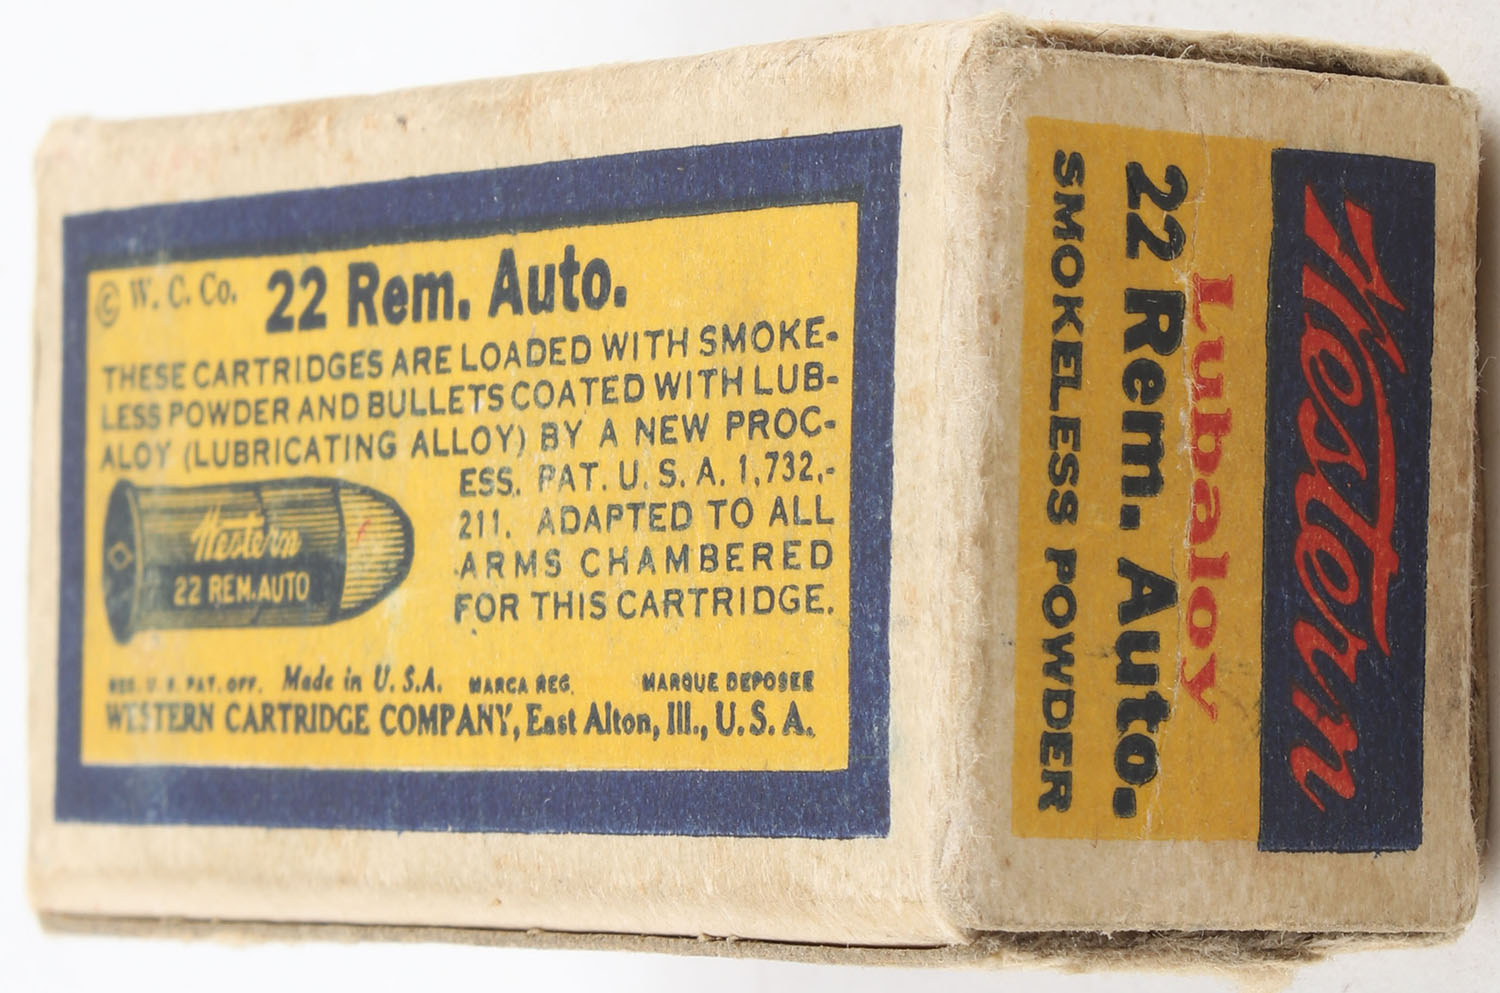 © W. C. Co. 22 Rem. Auto.
THESE CARTRIDGES ARE LOADED WITH SMOKE-
LESS POWDER AND BULLETS COATED WITH LUB-
ALOY (LUBRICATING ALLOY) BY A NEW PROC-
ESS. PAT. U. S. A. 1,732,-
211. ADAPTED TO ALL
ARMS CHAMBERED
FOR THIS CARTRIDGE.
Western
22 REM. AUTO
REG. U. S. PAT. OFF. Made in U. S. A. MARCA REG. MARQUE DEPOSEE
WESTERN CARTRIDGE COMPANY, East Alton, Ill., U. S. A.
Western
Lubaloy
22 Rem. Auto.
SMOKELESS POWDER